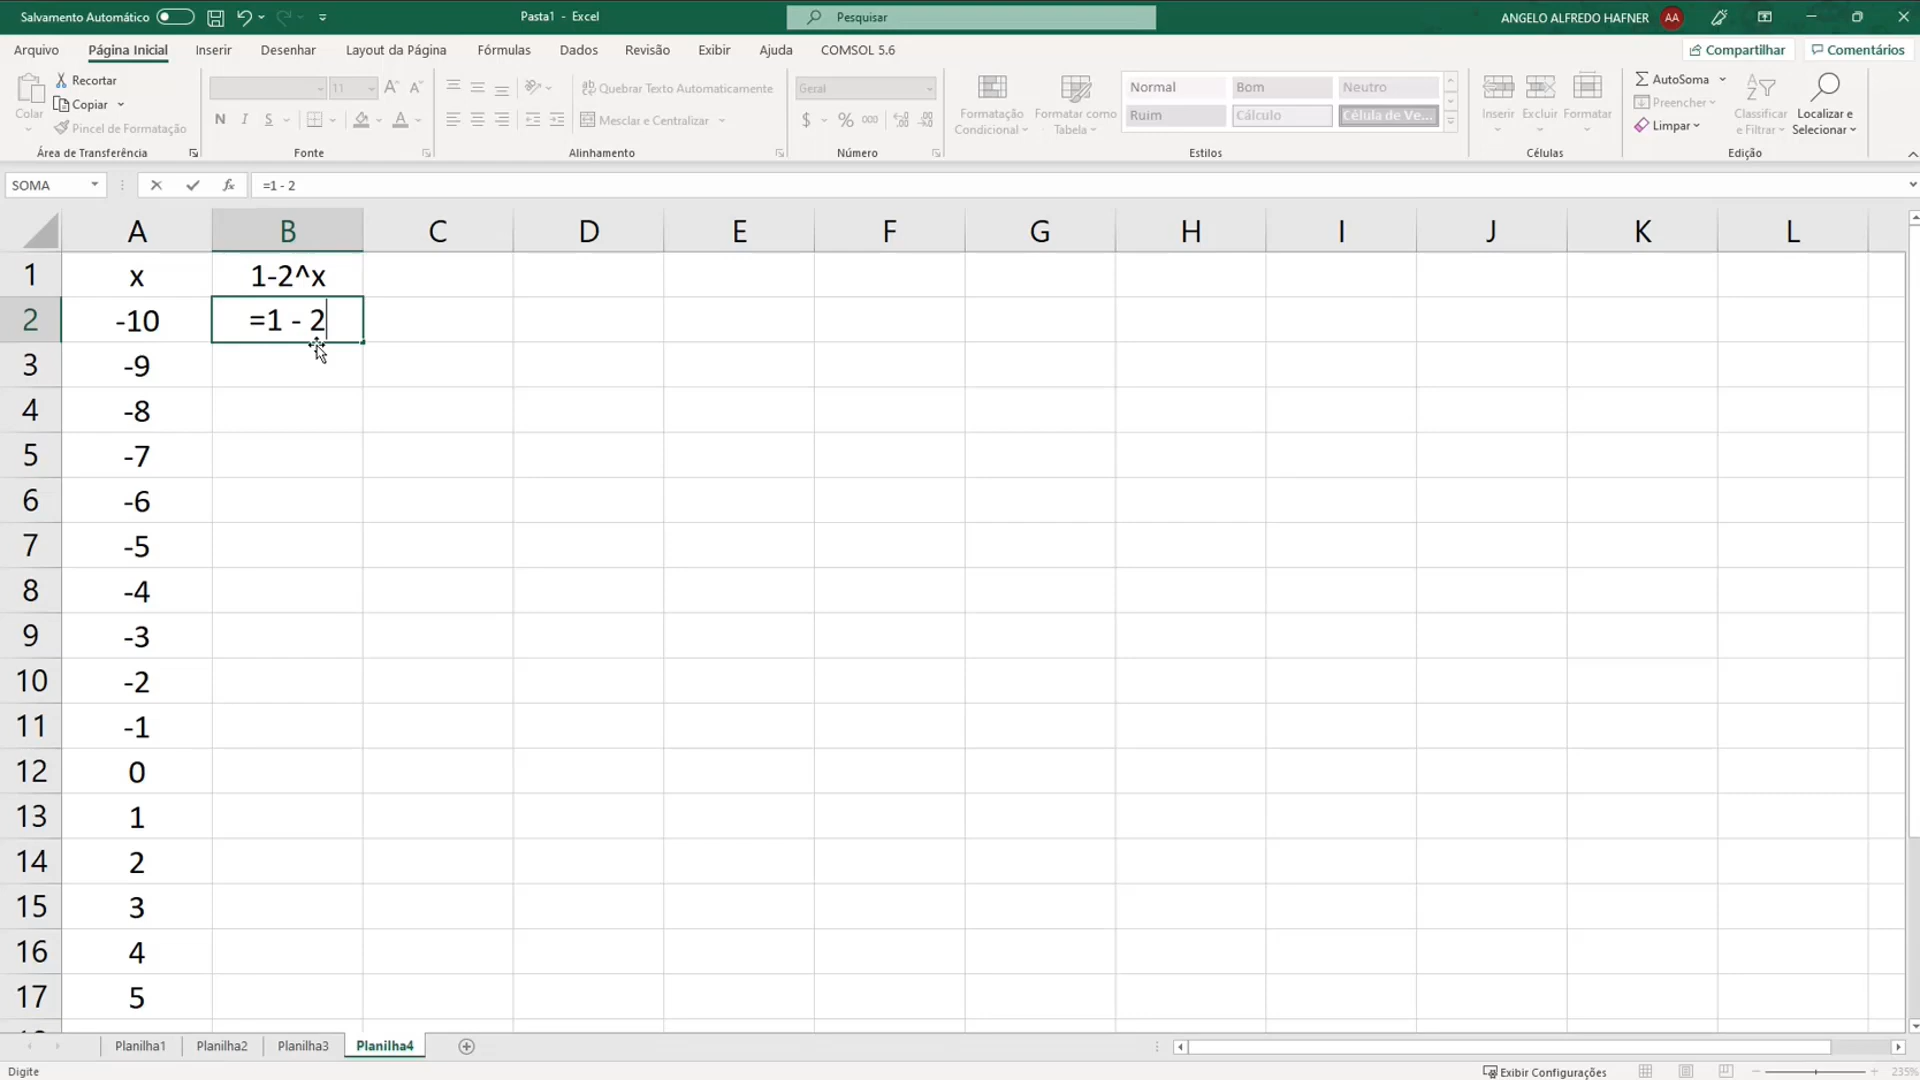 Salvamento Automático
Pasta1 - Excel
Pesquisar
ANGELO ALFREDO HAFNER AA
Arquivo Página Inicial Inserir Desenhar Layout da Página Fórmulas Dados Revisão Exibir Ajuda COMSOL 5.6 Compartilhar Comentários
Colar
Recortar
Copiar
Pincel de Formatação
Área de Transferência
11 A^ A˅
N I S A
Fonte
Quebrar Texto Automaticamente
Mesclar e Centralizar
Alinhamento
Geral
$ % 000
Número
Formatação Condicional
Formatar como Tabela
Normal Bom Neutro
Ruim Cálculo Célula de Ve...
Estilos
Inserir Excluir Formatar
Células
AutoSoma
Preencher
Limpar
Classificar e Filtrar
Localizar e Selecionar
Edição
SOMA fx =1 - 2
A B C D E F G H I J K L
1 x 1-2^x
2 -10 =1 - 2
3 -9
4 -8
5 -7
6 -6
7 -5
8 -4
9 -3
10 -2
11 -1
12 0
13 1
14 2
15 3
16 4
17 5
Planilha1 Planilha2 Planilha3 Planilha4
Digite Exibir Configurações 235%